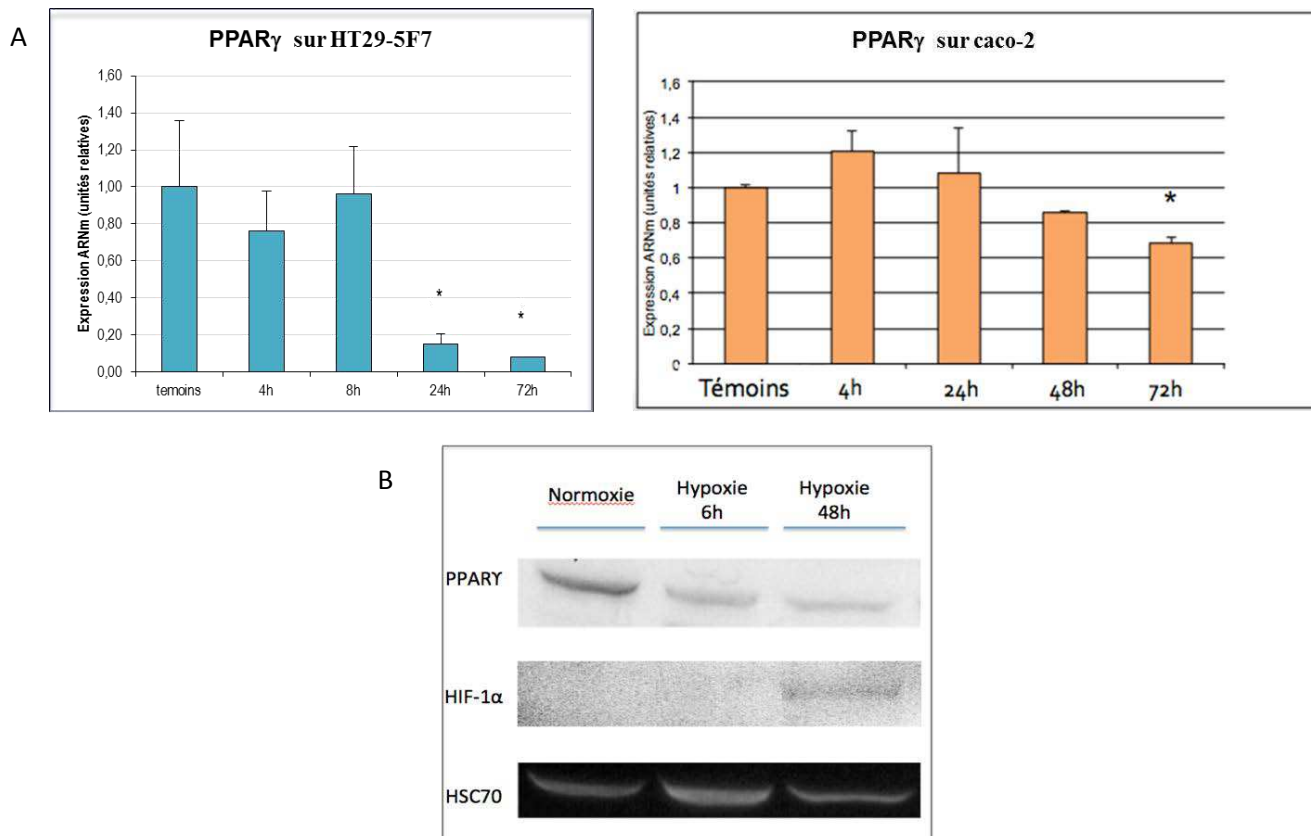 A
PPARγ sur HT29-5F7
Expression ARNm (unités relatives)
1,60
1,40
1,20
1,00
0,80
0,60
0,40
0,20
0,00
* *
temoins 4h 8h 24h 72h
PPARγ sur caco-2
Expression ARNm (unités relatives)
1,6
1,4
1,2
1
0,8
0,6
0,4
0,2
0
*
Témoins 4h 24h 48h 72h
B
Normoxie
Hypoxie
6h
Hypoxie
48h
PPARϒ
HIF-1α
HSC70